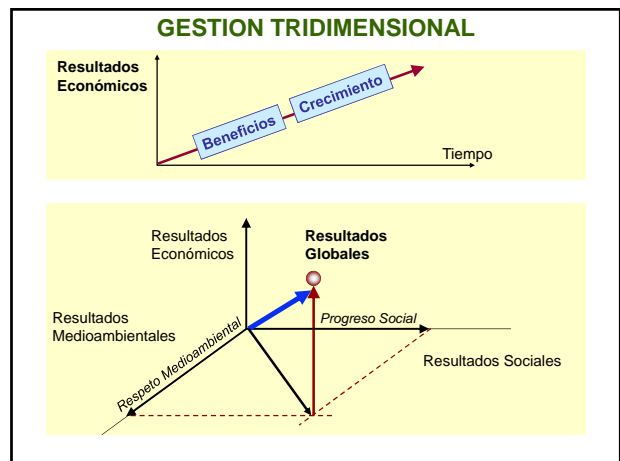 GESTION TRIDIMENSIONAL
Resultados
Económicos
Beneficios
Crecimiento
Tiempo
Resultados
Económicos
Resultados
Globales
Resultados
Medioambientales
Respeto Medioambiental
Progreso Social
Resultados Sociales